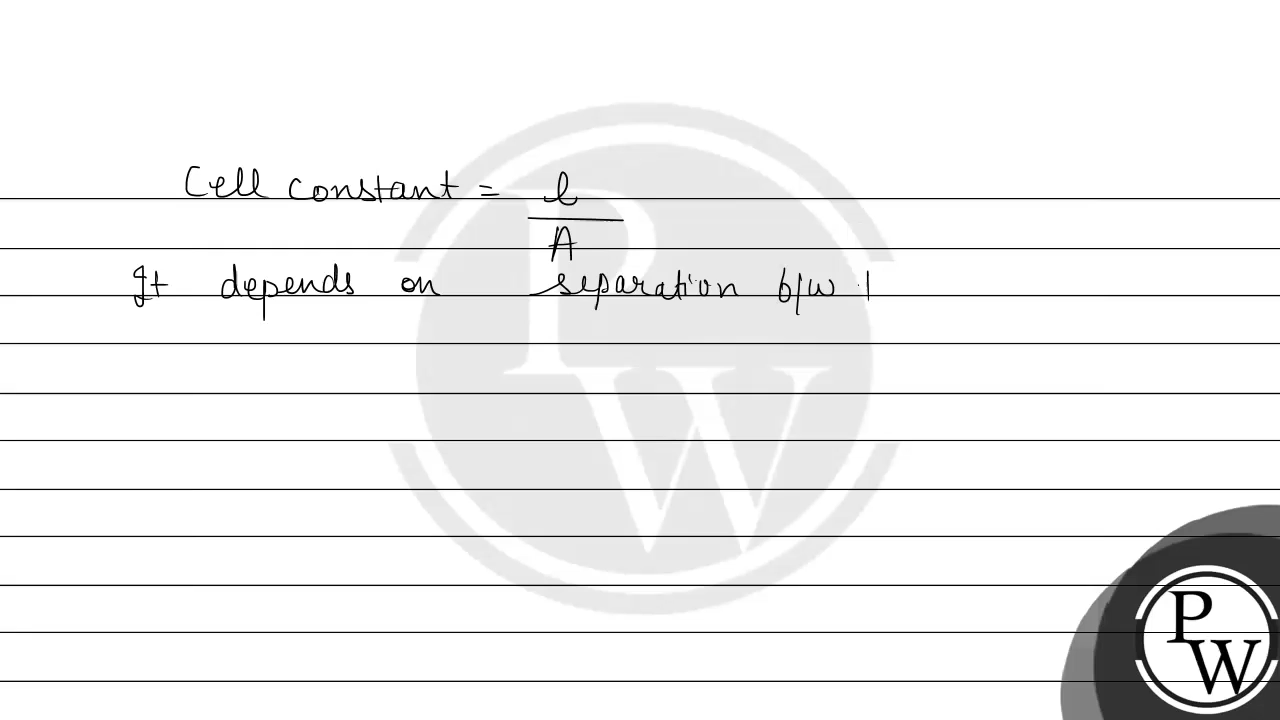 Cell constant = l
A
It depends on separation b/w
P
W
P
W